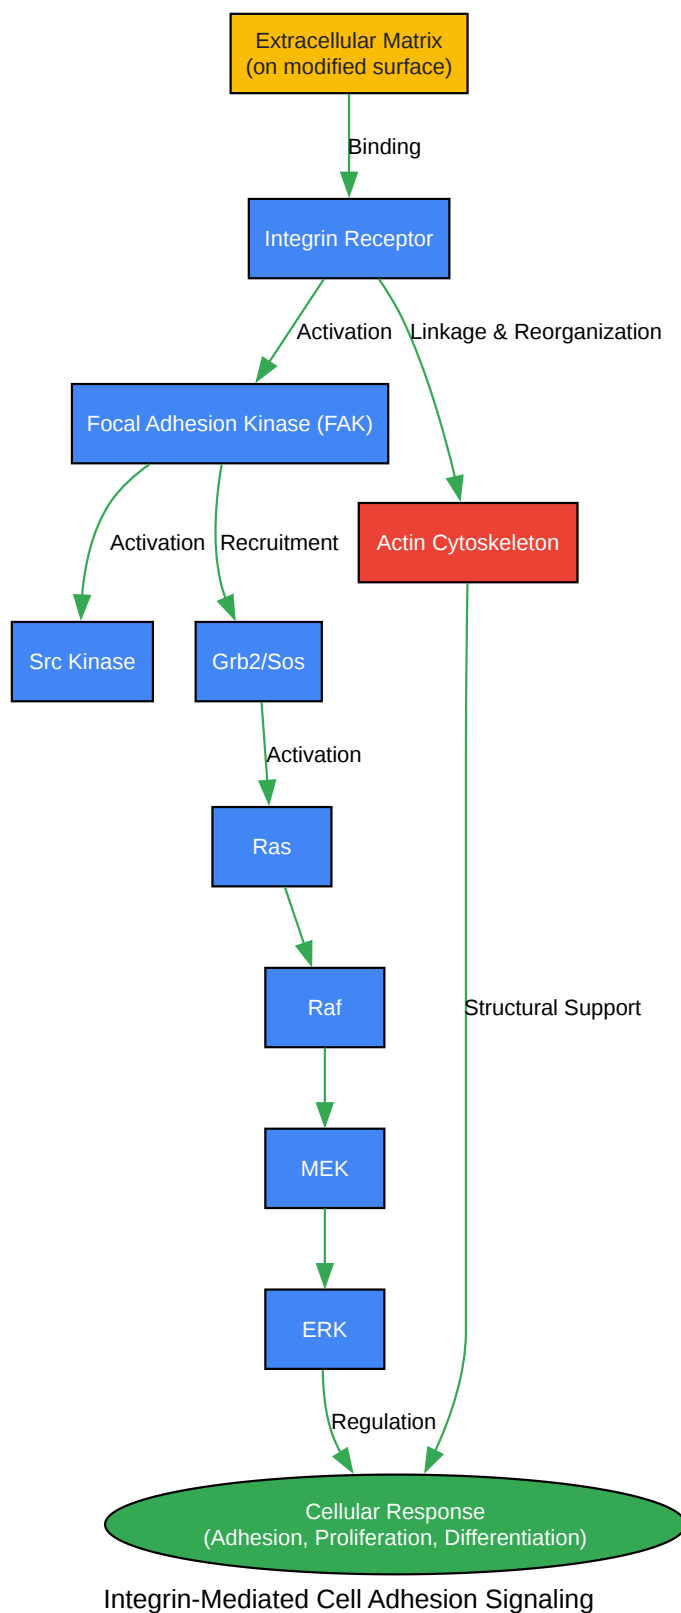 Extracellular Matrix
(on modified surface)
Binding
Integrin Receptor
Activation
Linkage & Reorganization
Focal Adhesion Kinase (FAK)
Activation
Recruitment
Actin Cytoskeleton
Src Kinase
Grb2/Sos
Activation
Ras
Raf
Structural Support
MEK
ERK
Regulation
Cellular Response
(Adhesion, Proliferation, Differentiation)
Integrin-Mediated Cell Adhesion Signaling